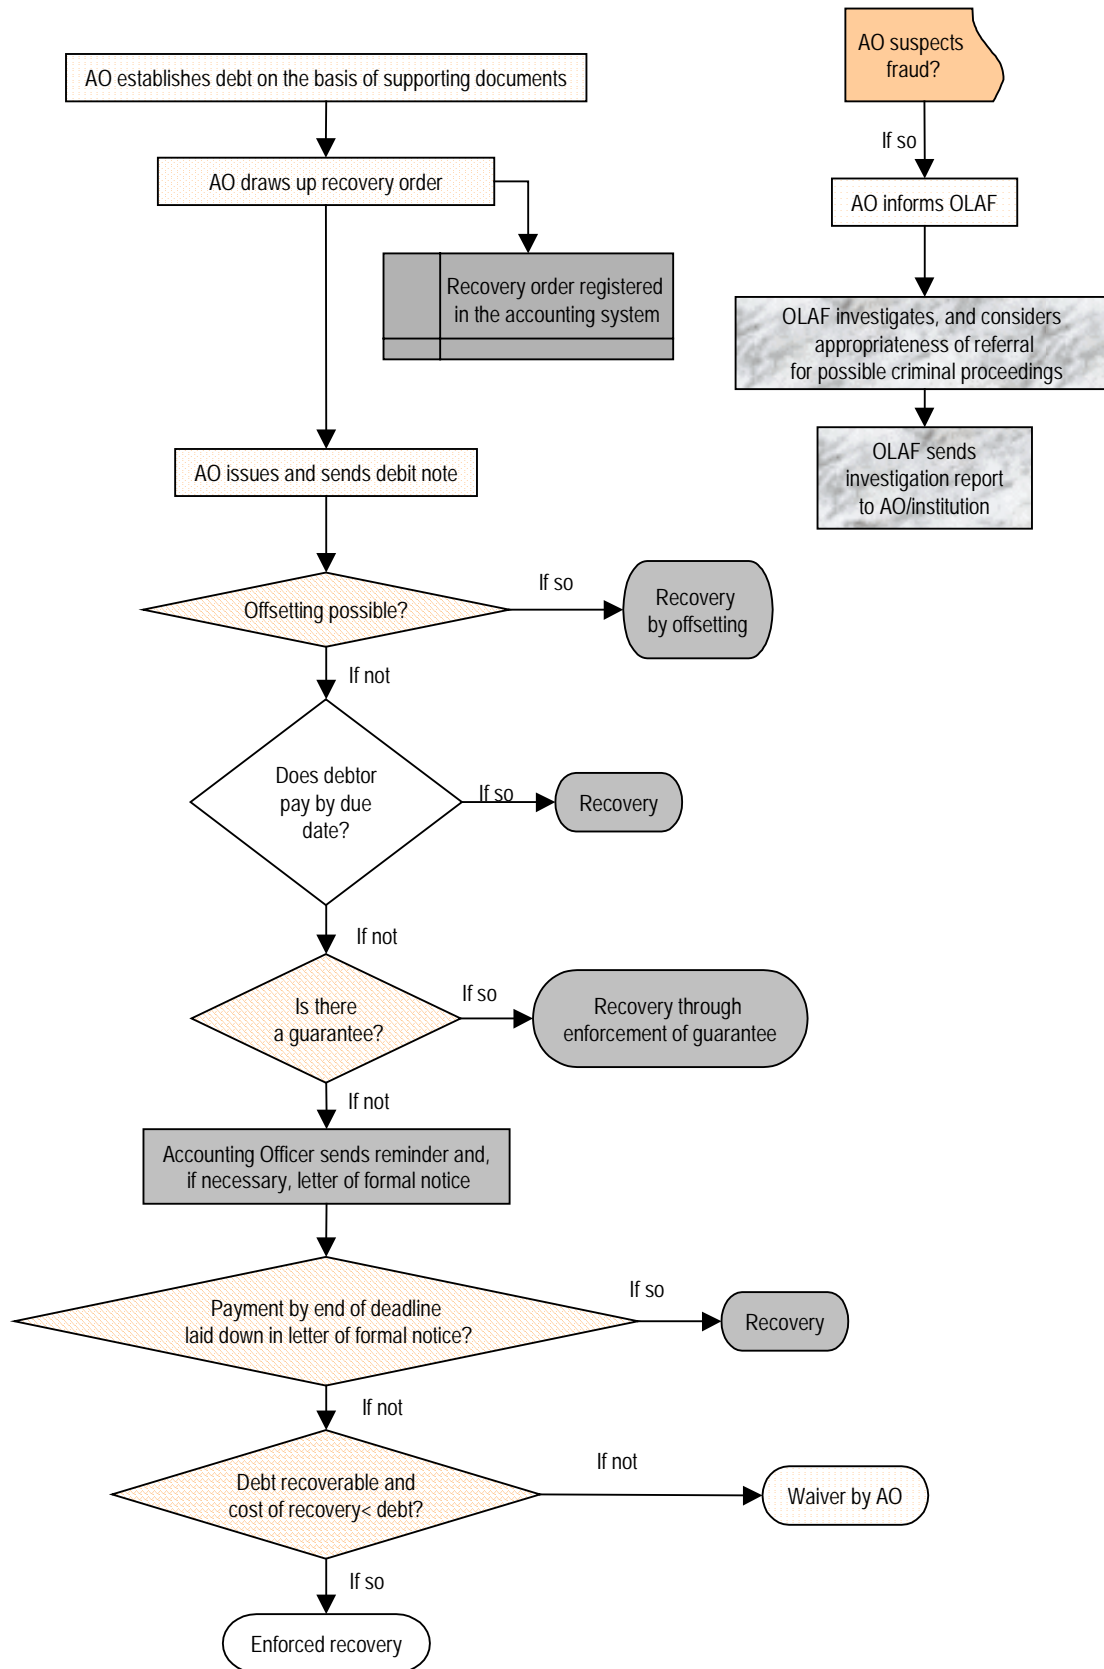 AO establishes debt on the basis of supporting documents
AO draws up recovery order
Recovery order registered
in the accounting system
AO issues and sends debit note
Offsetting possible?
If so
Recovery
by offsetting
If not
Does debtor
pay by due
date?
If so
Recovery
If not
Is there
a guarantee?
If so
Recovery through
enforcement of guarantee
If not
Accounting Officer sends reminder and,
if necessary, letter of formal notice
Payment by end of deadline
laid down in letter of formal notice?
If so
Recovery
If not
Debt recoverable and
cost of recovery< debt?
If not
Waiver by AO
If so
Enforced recovery
AO suspects
fraud?
If so
AO informs OLAF
OLAF investigates, and considers
appropriateness of referral
for possible criminal proceedings
OLAF sends
investigation report
to AO/institution